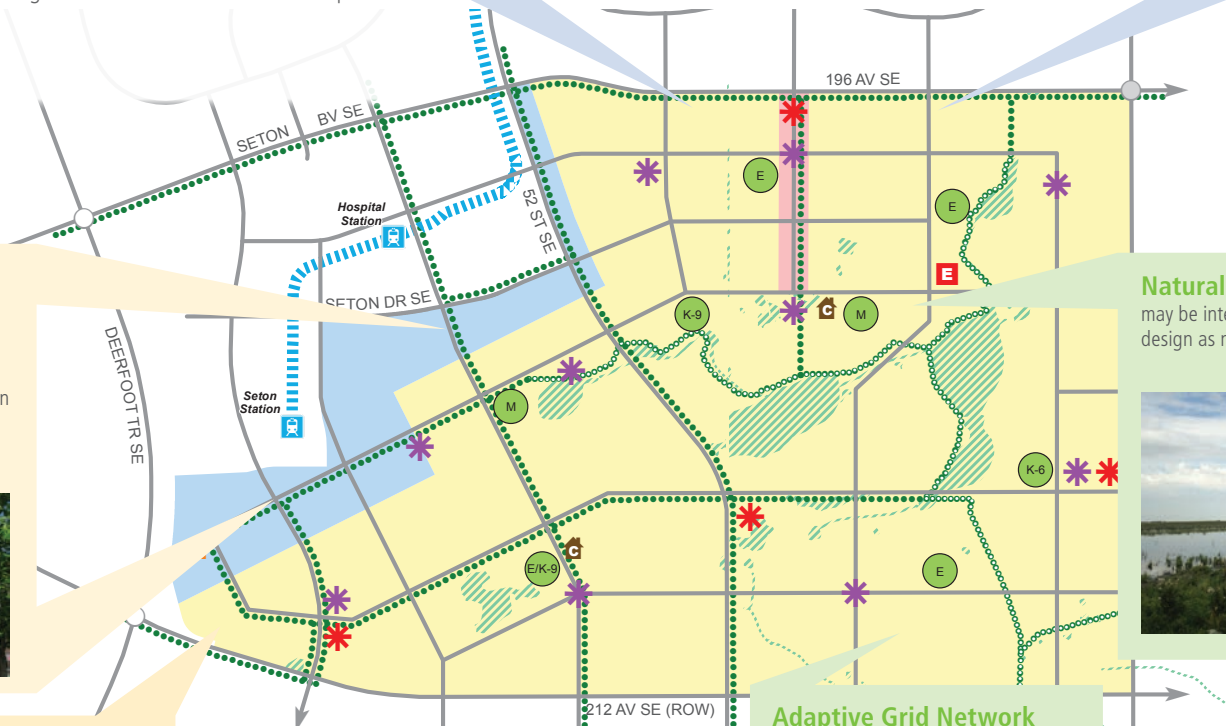 196 AV SE
SETON BV SE
52 ST SE
Hospital
Station
SETON DR SE
DEERFOOT TR SE
Seton
Station
E
E
E
K-9
C
M
M
K-6
C
E/K-9
E
Natural
may be inte
design as n
212 AV SE (ROW)
Adaptive Grid Network